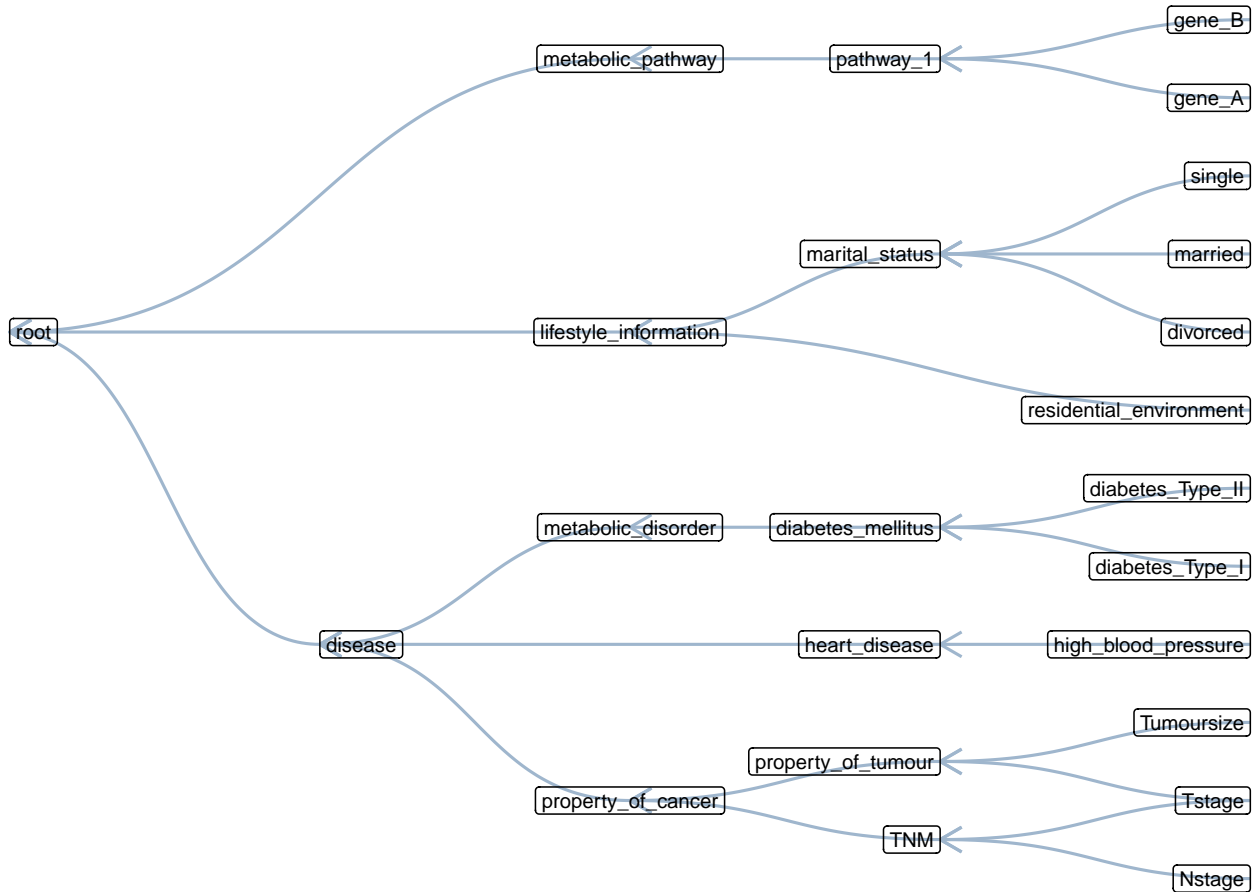 gene_B
metabolic_pathway
pathway_1
gene_A
single
marital_status
married
root
lifestyle_information
divorced
residential_environment
diabetes_Type_II
metabolic_disorder
diabetes_mellitus
diabetes_Type_I
disease
heart_disease
high_blood_pressure
Tumoursize
property_of_tumour
property_of_cancer
Tstage
TNM
Nstage